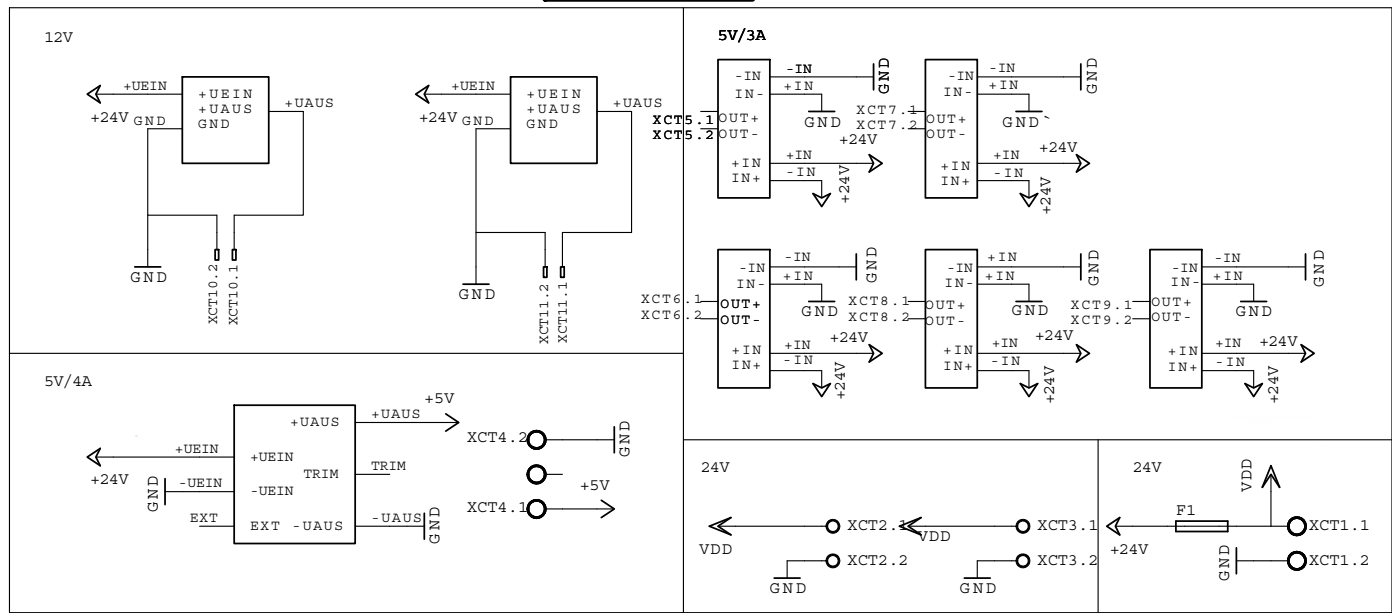 12V
+UEIN
+24V
GND
+UEIN
+UAUS
GND
+UAUS
GND
XCT10.2
XCT10.1
+UEIN
+24V
GND
+UEIN
+UAUS
GND
+UAUS
GND
XCT11.2
XCT11.1
5V/3A
XCT5.1
XCT5.2
-IN
IN-
OUT+
OUT-
+IN
IN+
-IN
+IN
GND
GND
+24V
+IN
-IN
+24V
XCT7.1
XCT7.2
-IN
IN-
OUT+
OUT-
+IN
IN+
-IN
+IN
GND
GND`
+24V
+IN
-IN
+24V
XCT6.1
XCT6.2
-IN
IN-
OUT+
OUT-
+IN
IN+
-IN
+IN
GND
GND
+24V
+IN
-IN
+24V
XCT8.1
XCT8.2
-IN
IN-
OUT+
OUT-
+IN
IN+
+IN
+IN
GND
GND
+24V
+IN
-IN
+24V
XCT9.1
XCT9.2
-IN
IN-
OUT+
OUT-
+IN
IN+
-IN
+IN
GND
GND
+24V
+IN
-IN
+24V
5V/4A
+UEIN
+24V
-UEIN
GND
EXT
+UAUS
+UEIN
TRIM
-UEIN
EXT -UAUS
+UAUS
+5V
TRIM
-UAUS
GND
XCT4.2
GND
+5V
XCT4.1
24V
VDD
XCT2.1
XCT2.2
GND
VDD
XCT3.1
XCT3.2
GND
24V
VDD
F1
+24V
XCT1.1
GND
XCT1.2